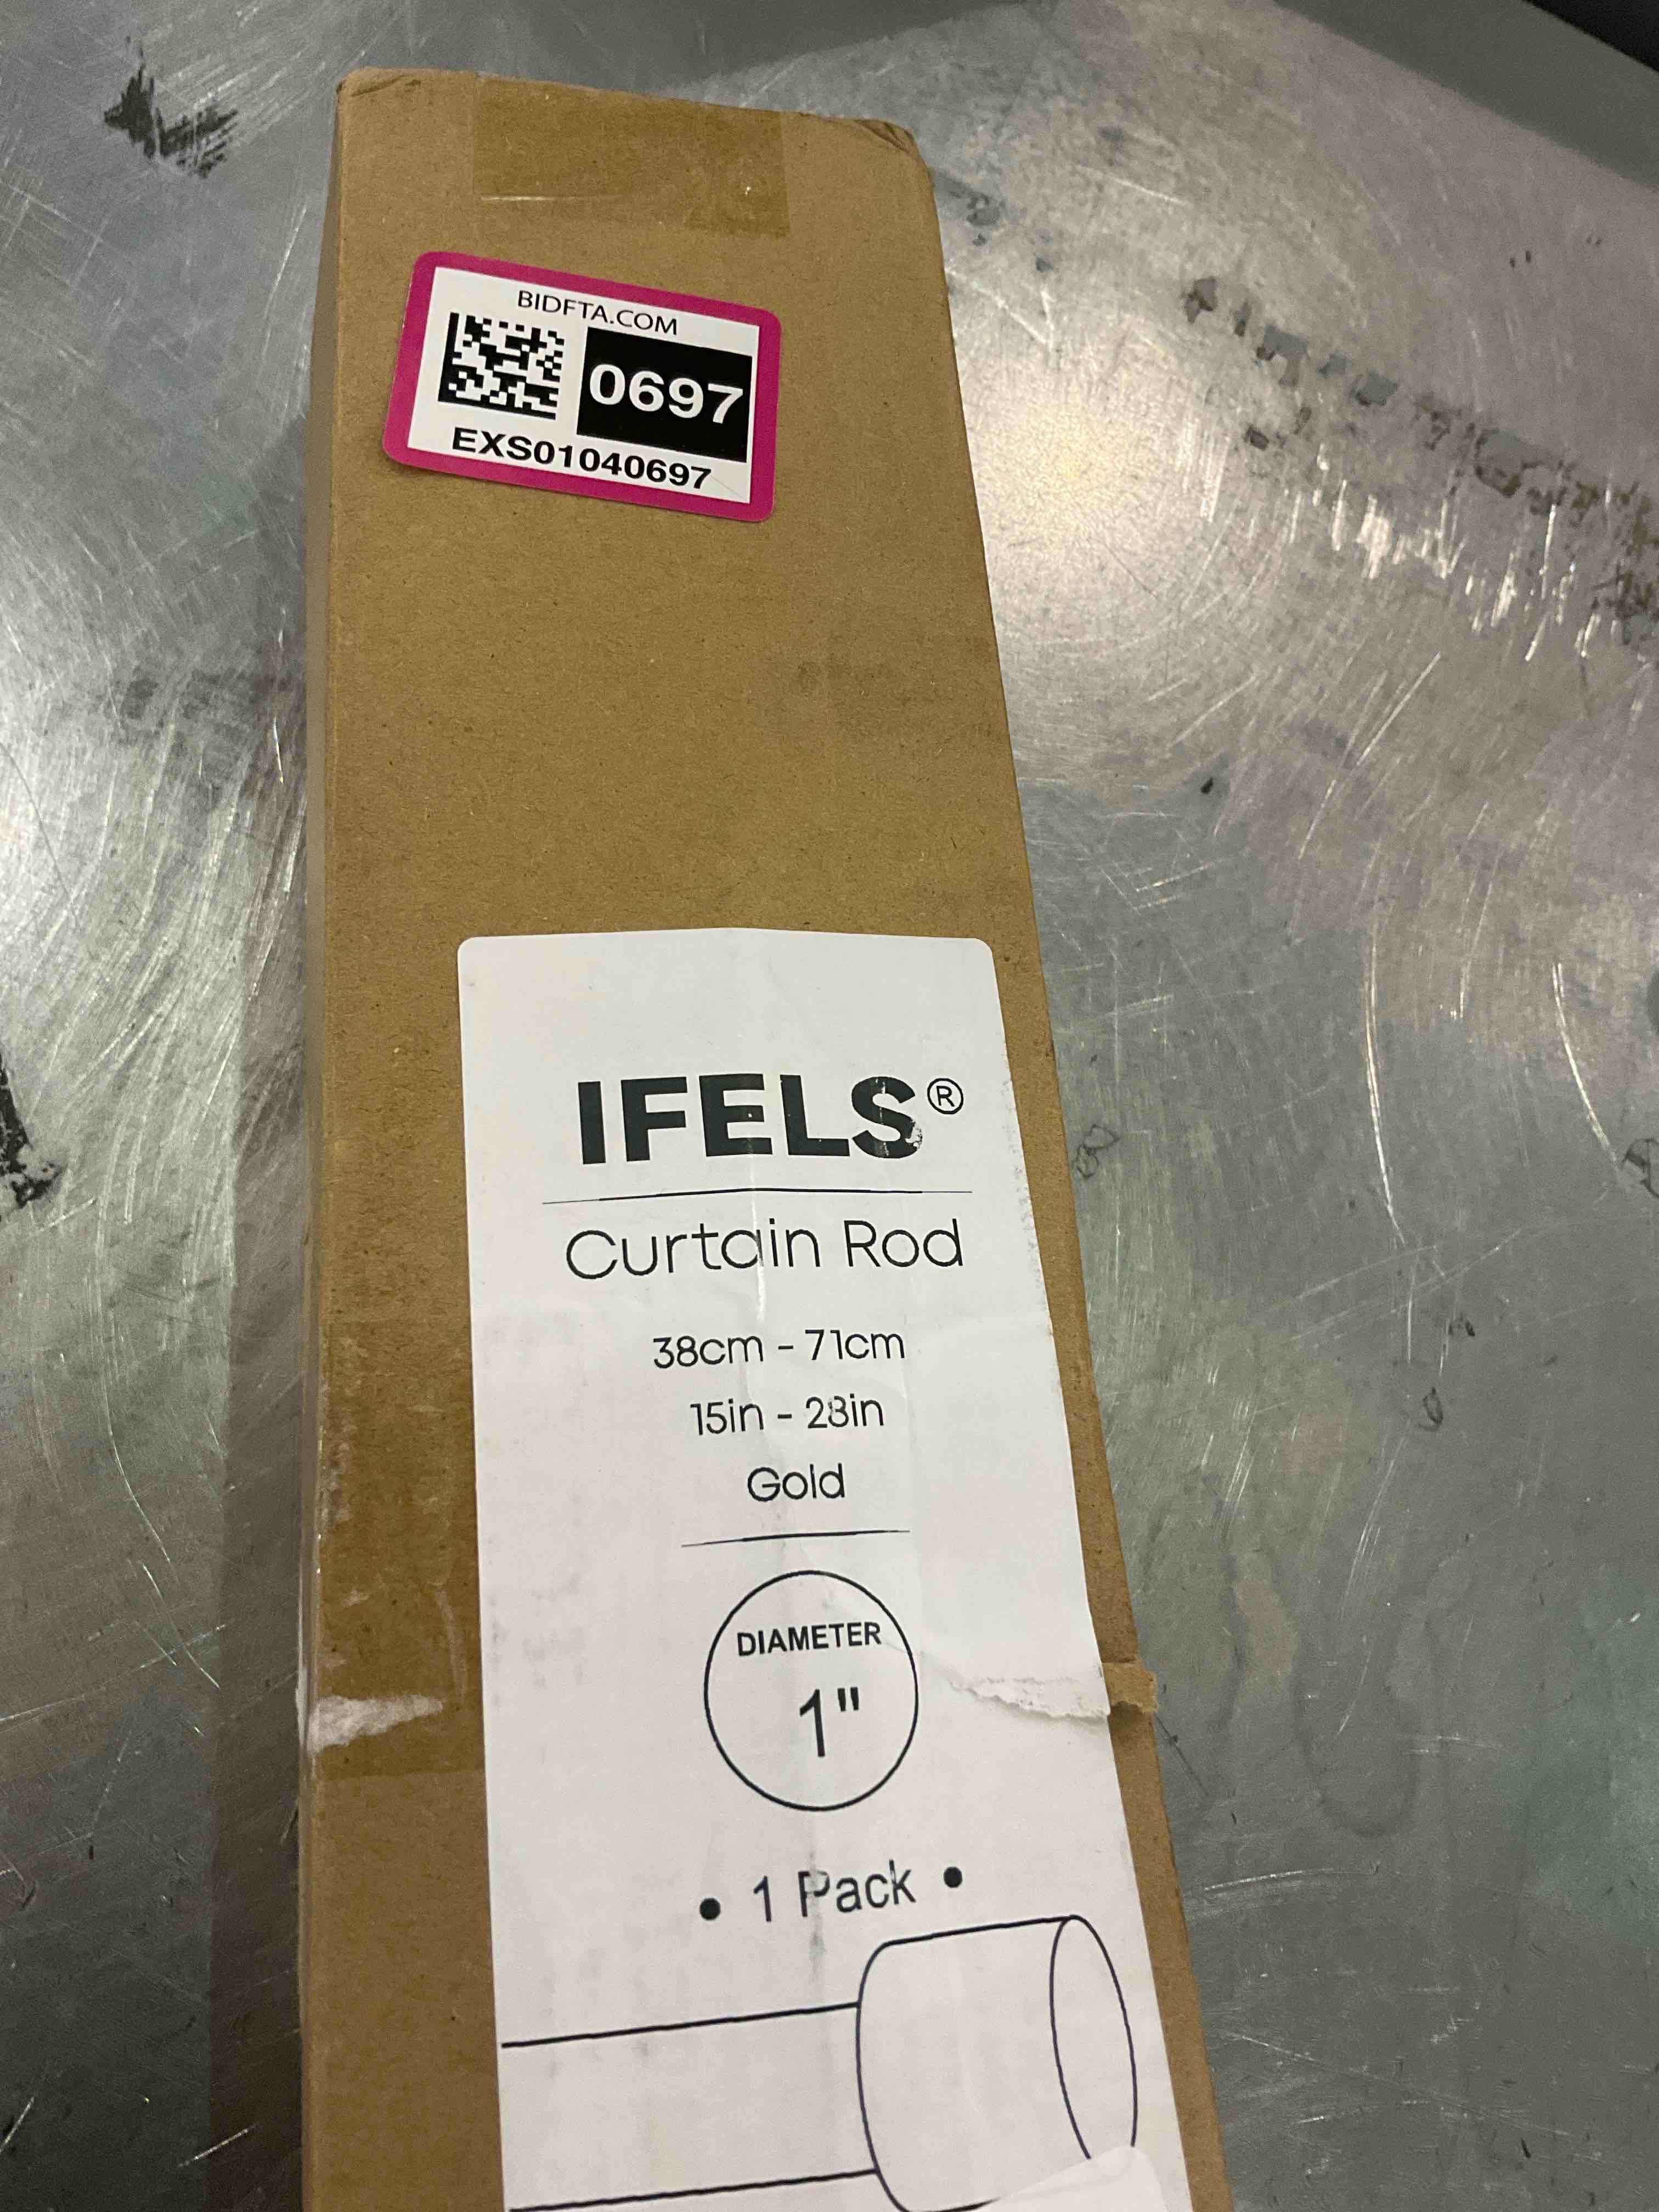 BIDFTA.COM
0697
EXS01040697
IFELS®
Curtain Rod
38cm - 71cm
15in - 28in
Gold
DIAMETER
1"
• 1 Pack •